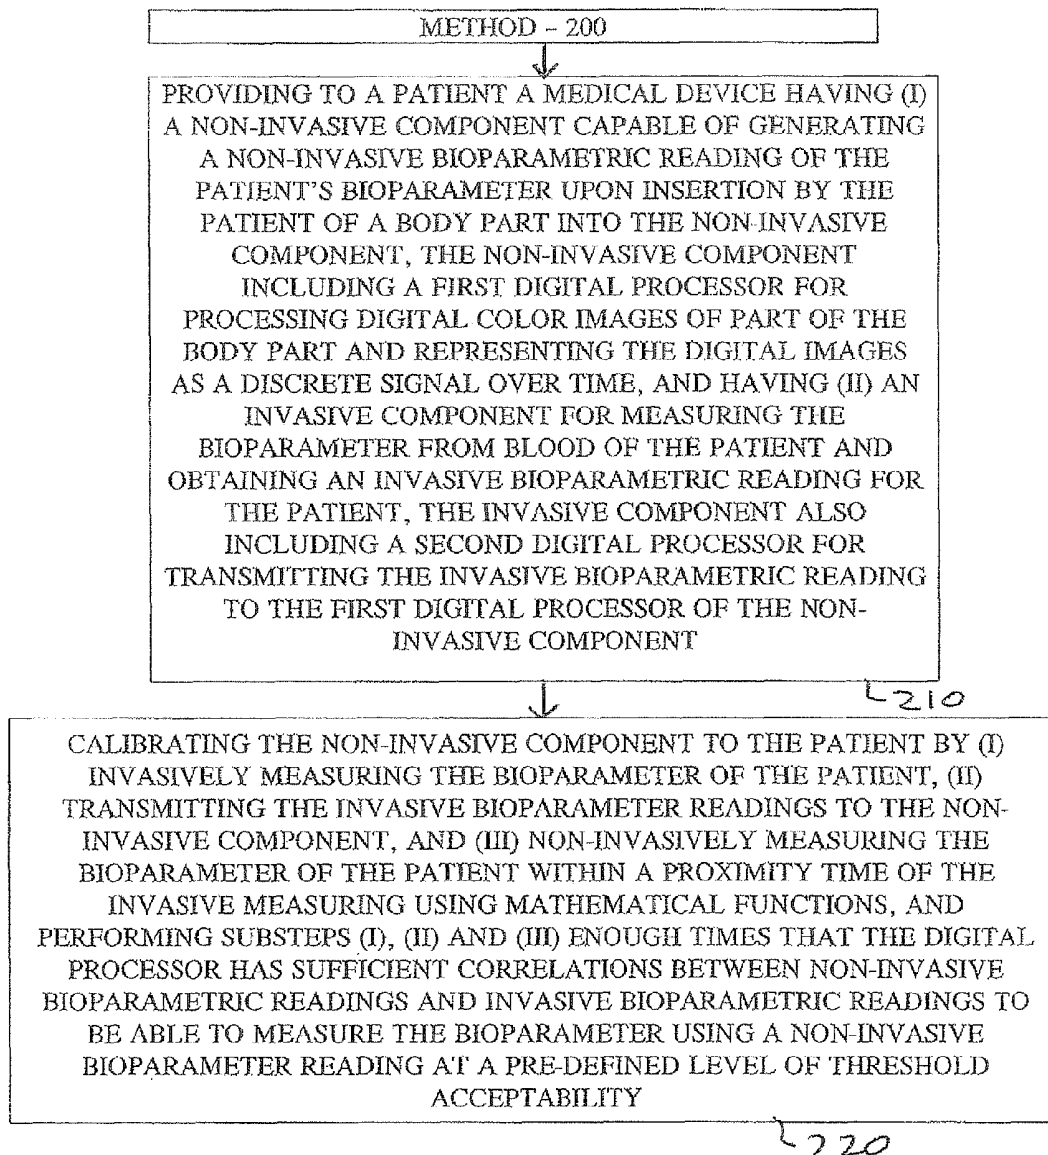 METHOD – 200
PROVIDING TO A PATIENT A MEDICAL DEVICE HAVING (I)
A NON-INVASIVE COMPONENT CAPABLE OF GENERATING
A NON-INVASIVE BIOPARAMETRIC READING OF THE
PATIENT'S BIOPARAMETER UPON INSERTION BY THE
PATIENT OF A BODY PART INTO THE NON-INVASIVE
COMPONENT, THE NON-INVASIVE COMPONENT
INCLUDING A FIRST DIGITAL PROCESSOR FOR
PROCESSING DIGITAL COLOR IMAGES OF PART OF THE
BODY PART AND REPRESENTING THE DIGITAL IMAGES
AS A DISCRETE SIGNAL OVER TIME, AND HAVING (II) AN
INVASIVE COMPONENT FOR MEASURING THE
BIOPARAMETER FROM BLOOD OF THE PATIENT AND
OBTAINING AN INVASIVE BIOPARAMETRIC READING FOR
THE PATIENT, THE INVASIVE COMPONENT ALSO
INCLUDING A SECOND DIGITAL PROCESSOR FOR
TRANSMITTING THE INVASIVE BIOPARAMETRIC READING
TO THE FIRST DIGITAL PROCESSOR OF THE NON-
INVASIVE COMPONENT
210
CALIBRATING THE NON-INVASIVE COMPONENT TO THE PATIENT BY (I)
INVASIVELY MEASURING THE BIOPARAMETER OF THE PATIENT, (II)
TRANSMITTING THE INVASIVE BIOPARAMETER READINGS TO THE NON-
INVASIVE COMPONENT, AND (III) NON-INVASIVELY MEASURING THE
BIOPARAMETER OF THE PATIENT WITHIN A PROXIMITY TIME OF THE
INVASIVE MEASURING USING MATHEMATICAL FUNCTIONS, AND
PERFORMING SUBSTEPS (I), (II) AND (III) ENOUGH TIMES THAT THE DIGITAL
PROCESSOR HAS SUFFICIENT CORRELATIONS BETWEEN NON-INVASIVE
BIOPARAMETRIC READINGS AND INVASIVE BIOPARAMETRIC READINGS TO
BE ABLE TO MEASURE THE BIOPARAMETER USING A NON-INVASIVE
BIOPARAMETER READING AT A PRE-DEFINED LEVEL OF THRESHOLD
ACCEPTABILITY
220